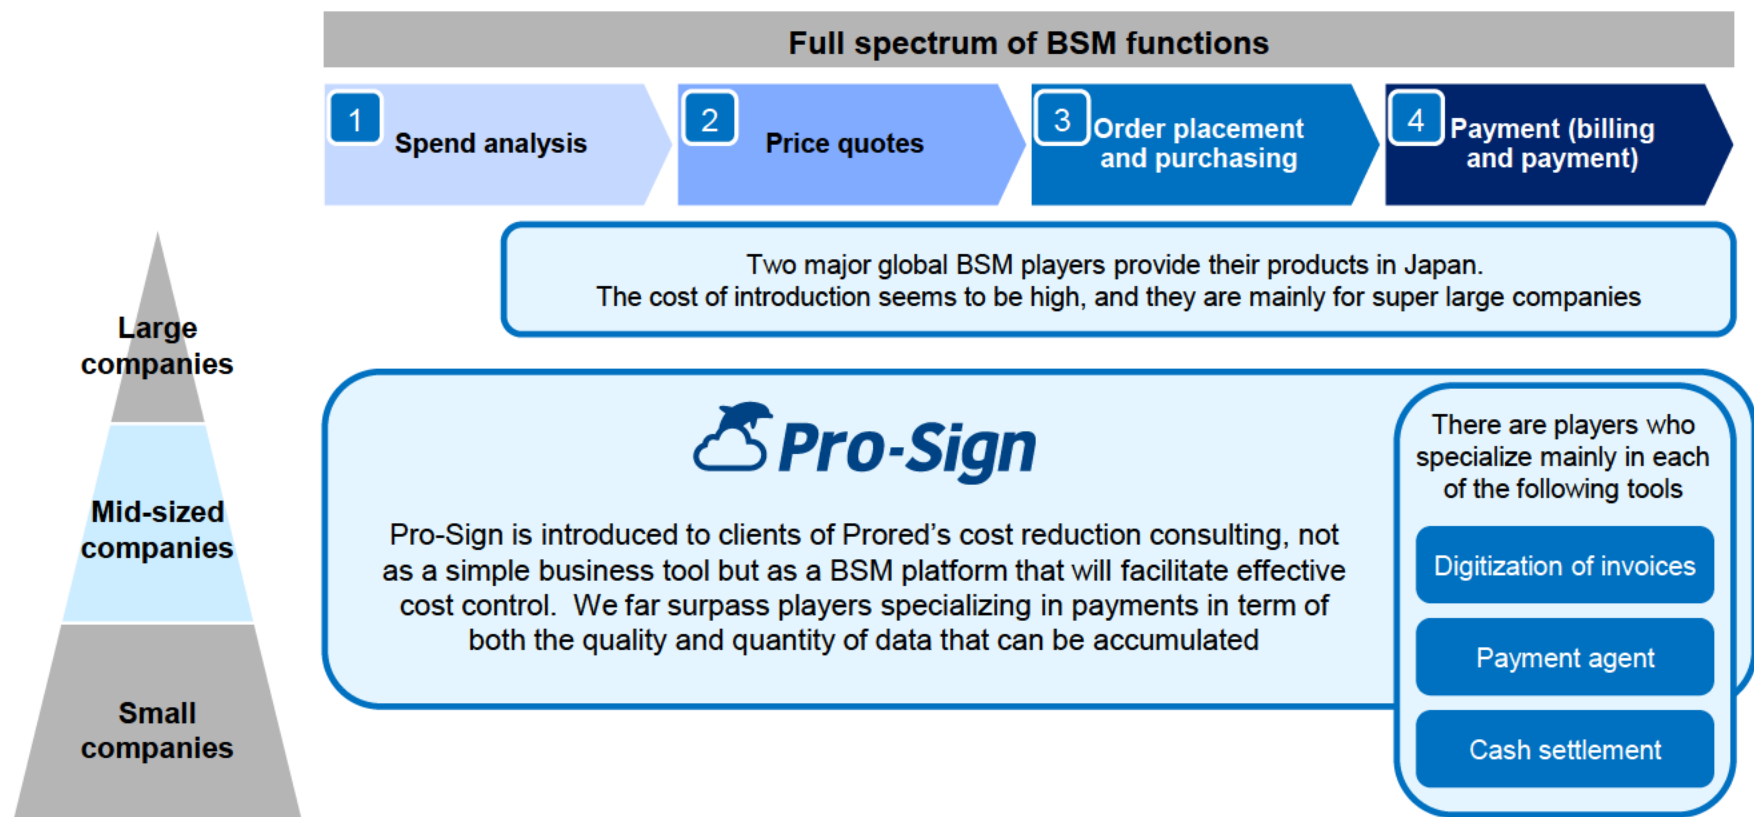 Full spectrum of BSM functions
1
Spend analysis
2
Price quotes
3
Order placement
and purchasing
4
Payment (billing
and payment)
Two major global BSM players provide their products in Japan.
The cost of introduction seems to be high, and they are mainly for super large companies
Large
companies
Mid-sized
companies
Small
companies
Pro-Sign
Pro-Sign is introduced to clients of Prored’s cost reduction consulting, not
as a simple business tool but as a BSM platform that will facilitate effective
cost control.  We far surpass players specializing in payments in term of
both the quality and quantity of data that can be accumulated
There are players who
specialize mainly in each
of the following tools
Digitization of invoices
Payment agent
Cash settlement